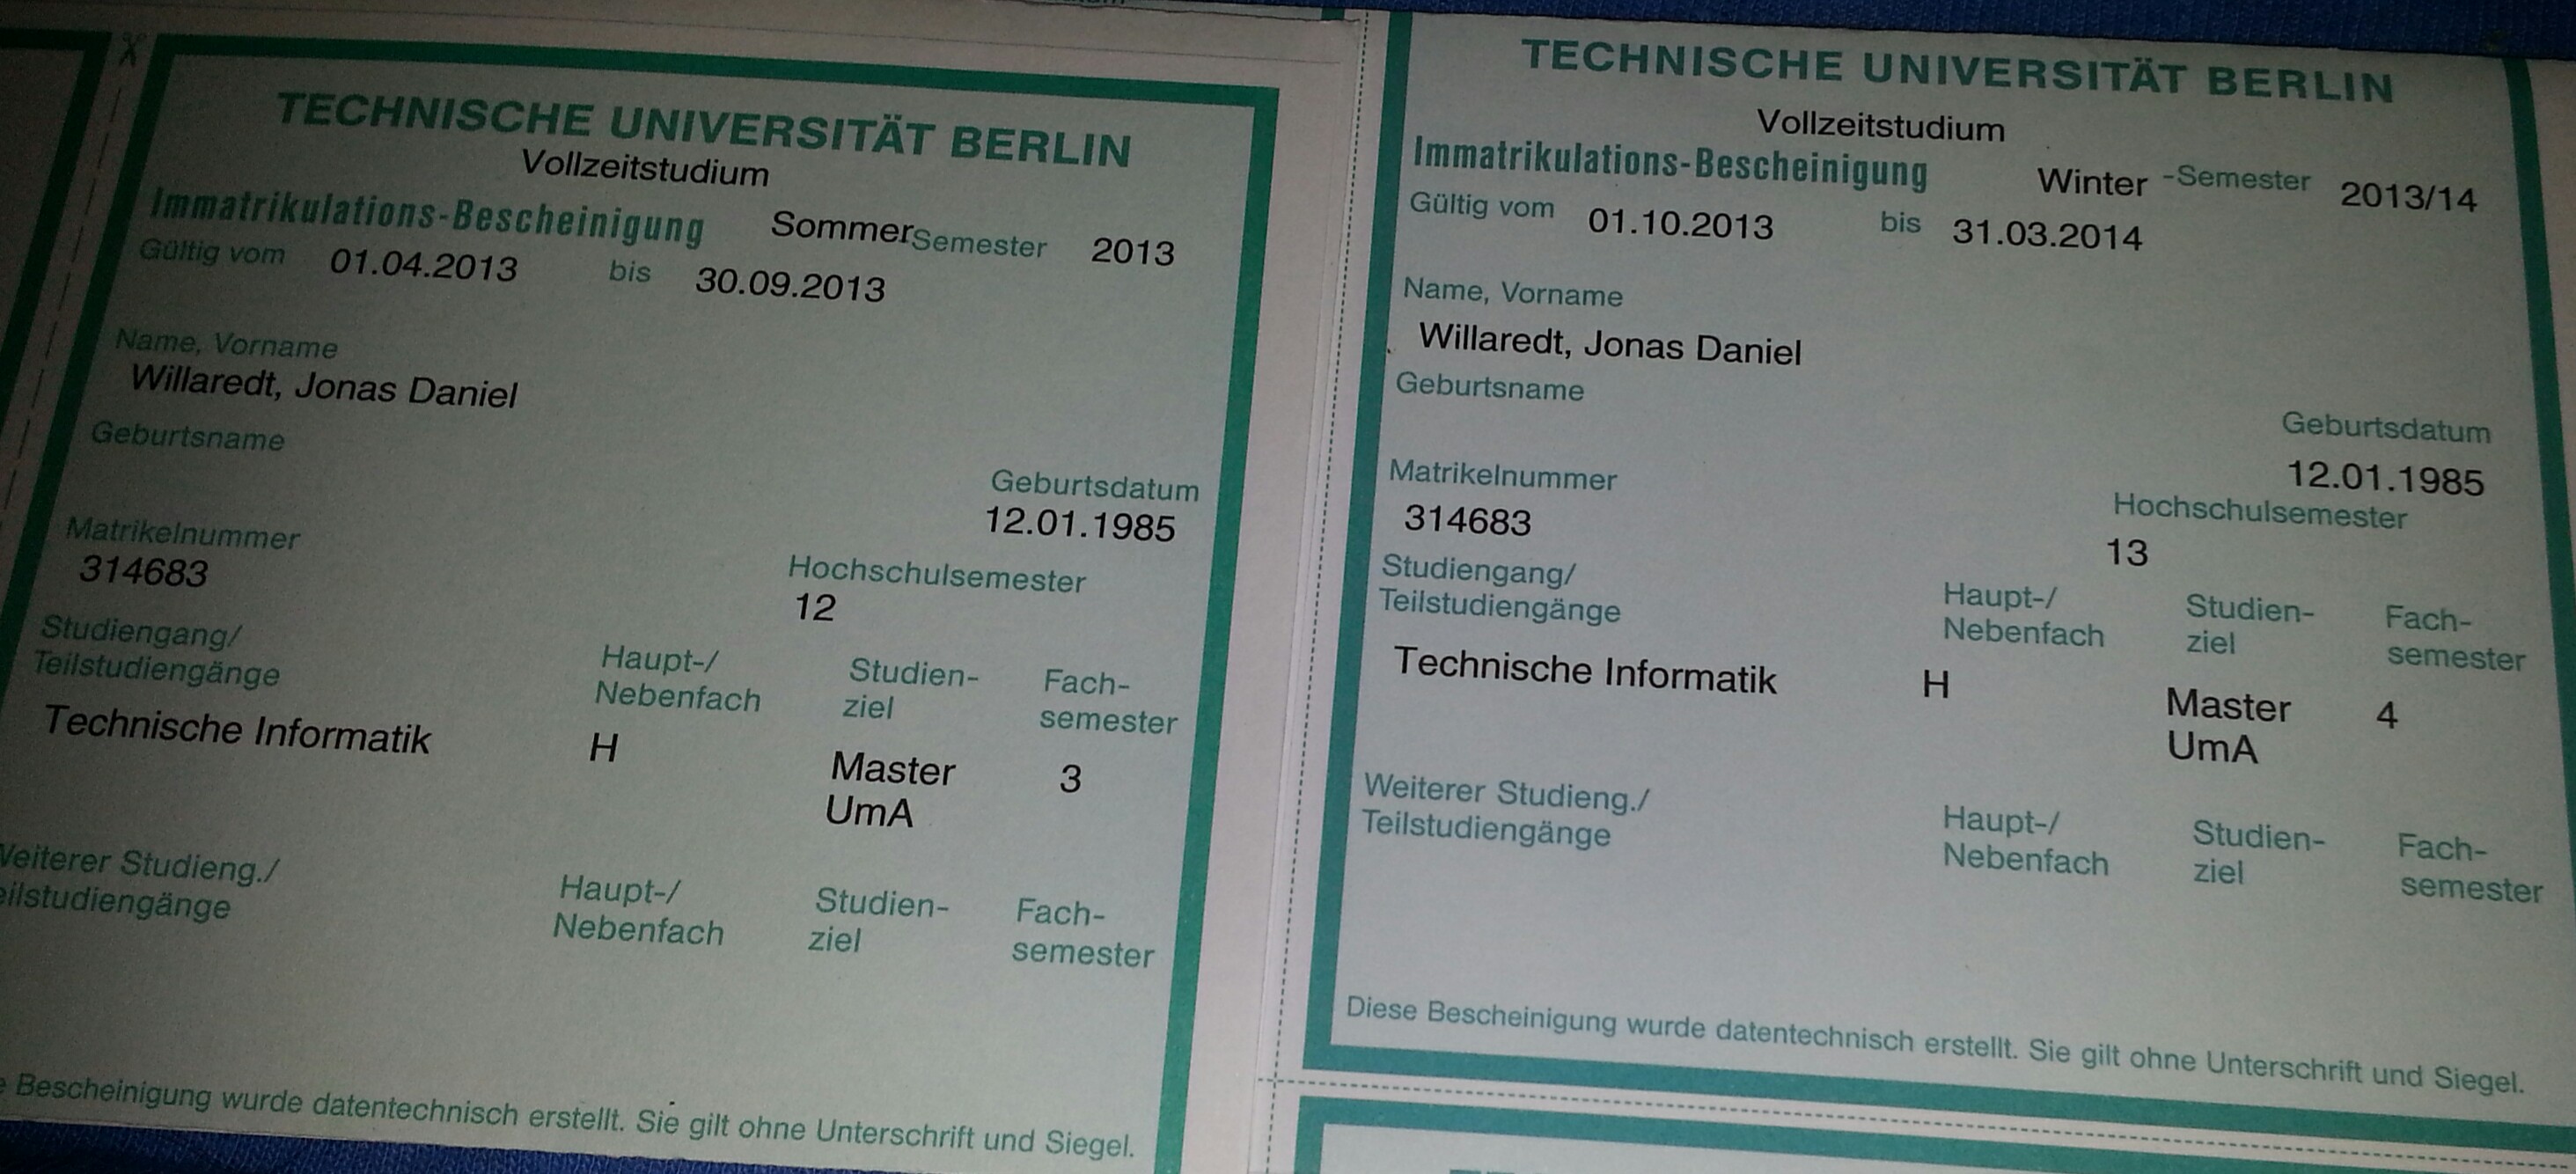 TECHNISCHE UNIVERSITÄT BERLIN
Vollzeitstudium
Immatrikulations-Bescheinigung Sommer Semester 2013
Gültig vom 01.04.2013 bis 30.09.2013
Name, Vorname
Willaredt, Jonas Daniel
Geburtsname
Geburtsdatum
12.01.1985
Matrikelnummer
314683
Hochschulsemester
12
Studiengang/
Teilstudiengänge
Haupt-/
Nebenfach
Studien-
ziel
Fach-
semester
Technische Informatik H Master 3
UmA
Weiterer Studieng./
eilstudiengänge
Haupt-/
Nebenfach
Studien-
ziel
Fach-
semester
e Bescheinigung wurde datentechnisch erstellt. Sie gilt ohne Unterschrift und Siegel.
TECHNISCHE UNIVERSITÄT BERLIN
Vollzeitstudium
Immatrikulations-Bescheinigung Winter -Semester 2013/14
Gültig vom 01.10.2013 bis 31.03.2014
Name, Vorname
Willaredt, Jonas Daniel
Geburtsname
Geburtsdatum
12.01.1985
Matrikelnummer
314683
Hochschulsemester
13
Studiengang/
Teilstudiengänge
Haupt-/
Nebenfach
Studien-
ziel
Fach-
semester
Technische Informatik H Master 4
UmA
Weiterer Studieng./
Teilstudiengänge
Haupt-/
Nebenfach
Studien-
ziel
Fach-
semester
Diese Bescheinigung wurde datentechnisch erstellt. Sie gilt ohne Unterschrift und Siegel.